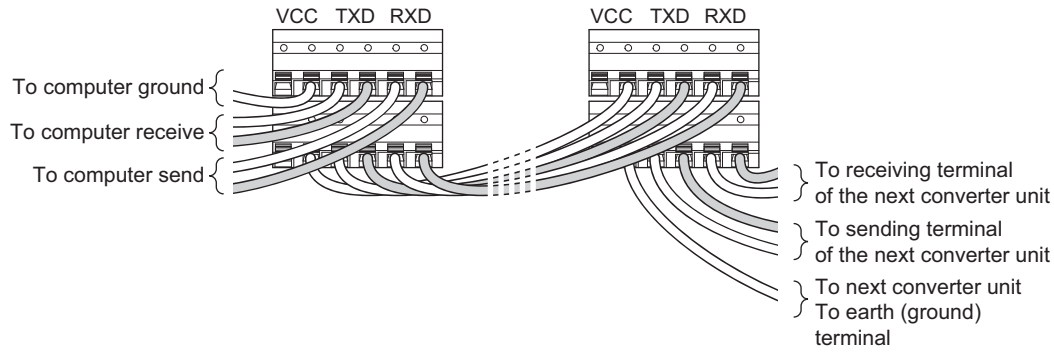 VCC TXD RXD
VCC TXD RXD
To computer ground
To computer receive
To computer send
To receiving terminal
of the next converter unit
To sending terminal
of the next converter unit
To next converter unit
To earth (ground)
terminal